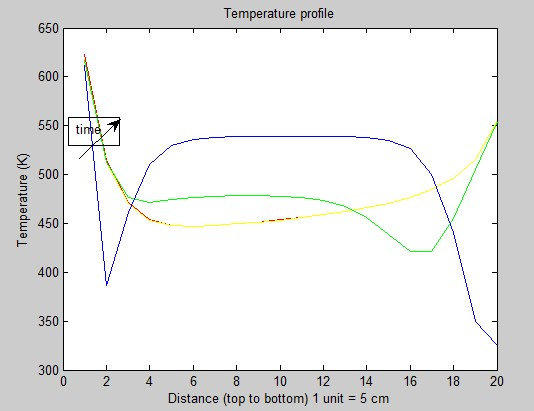 Temperature profile
650
600
550
500
450
400
350
300
Temperature (K)
time
0 2 4 6 8 10 12 14 16 18 20
Distance (top to bottom) 1 unit = 5 cm